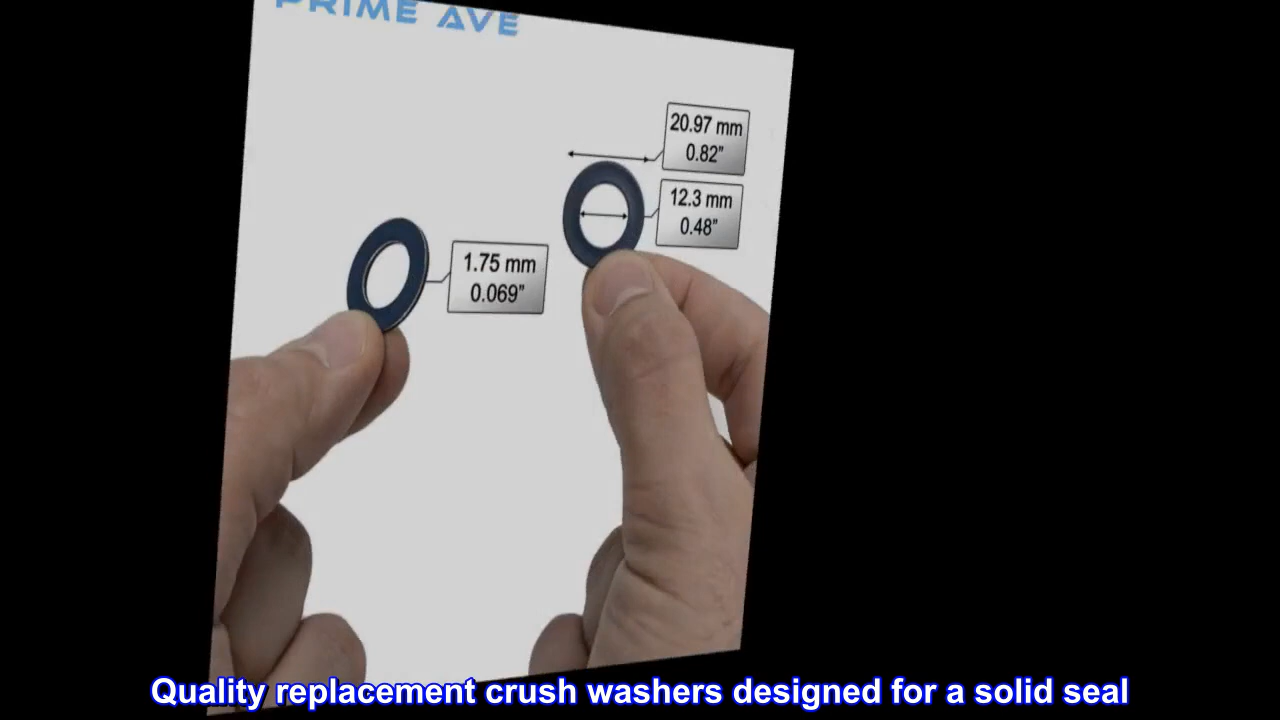 PRIME AVE
20.97 mm
0.82"
12.3 mm
0.48"
1.75 mm
0.069"
Quality replacement crush washers designed for a solid seal